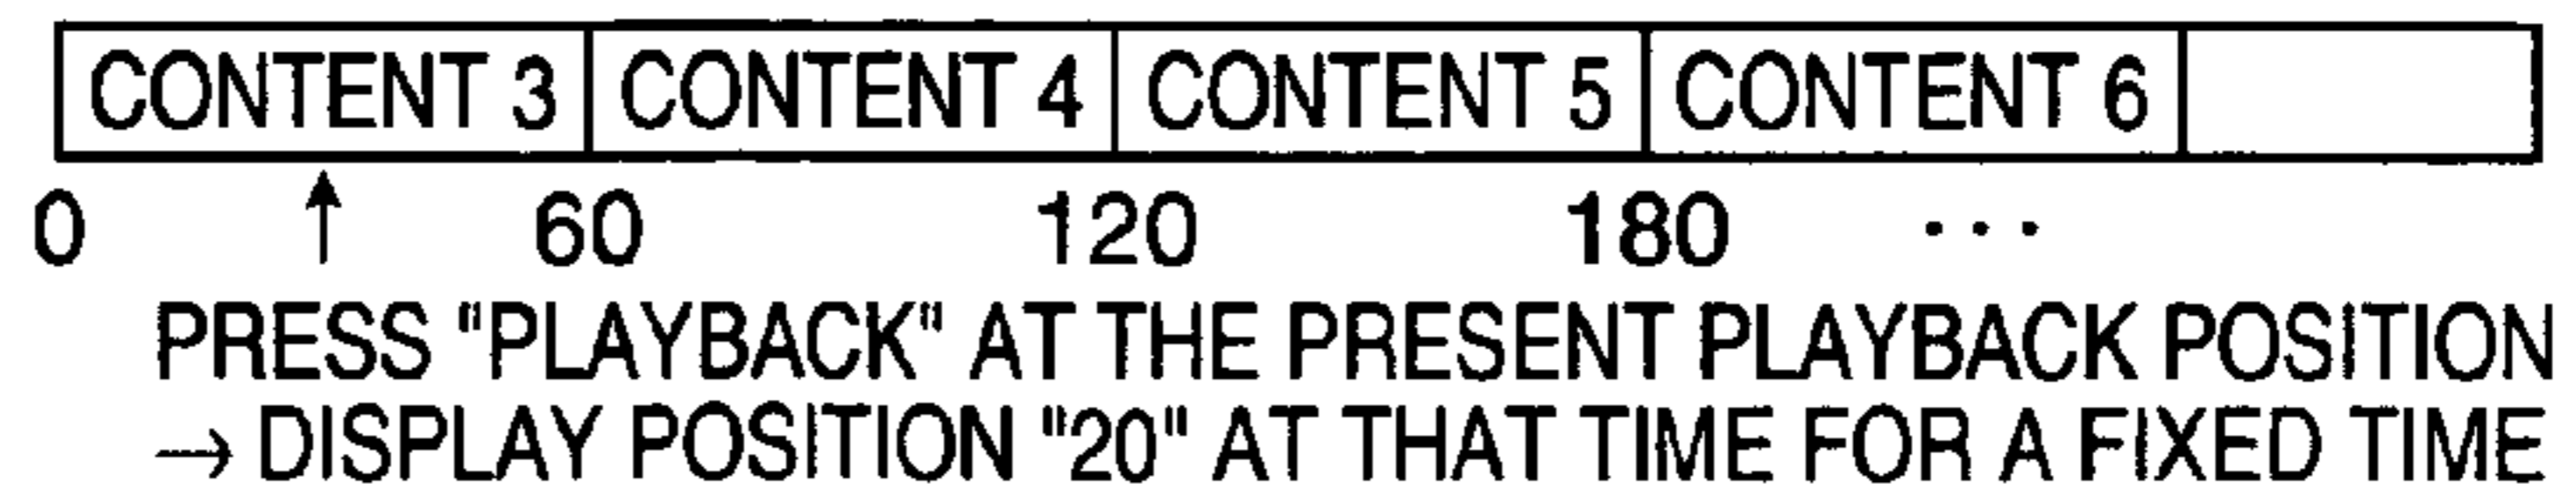 CONTENT 3 CONTENT 4 CONTENT 5 CONTENT 6
0 60 120 180 ...
PRESS "PLAYBACK" AT THE PRESENT PLAYBACK POSITION
→ DISPLAY POSITION "20" AT THAT TIME FOR A FIXED TIME